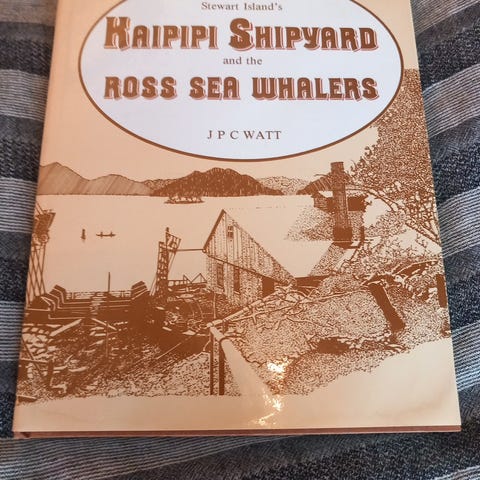 Stewart Island's
KAIPIPI SHIPYARD
and the
ROSS SEA WHALERS
J P C WATT